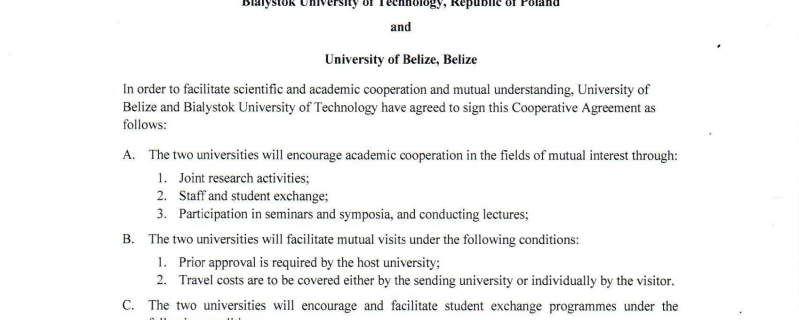 Bialystok University of Technology, Republic of Poland
and
University of Belize, Belize
In order to facilitate scientific and academic cooperation and mutual understanding, University of
Belize and Bialystok University of Technology have agreed to sign this Cooperative Agreement as
follows:
A. The two universities will encourage academic cooperation in the fields of mutual interest through:
1. Joint research activities;
2. Staff and student exchange;
3. Participation in seminars and symposia, and conducting lectures;
B. The two universities will facilitate mutual visits under the following conditions:
1. Prior approval is required by the host university;
2. Travel costs are to be covered either by the sending university or individually by the visitor.
C. The two universities will encourage and facilitate student exchange programmes under the